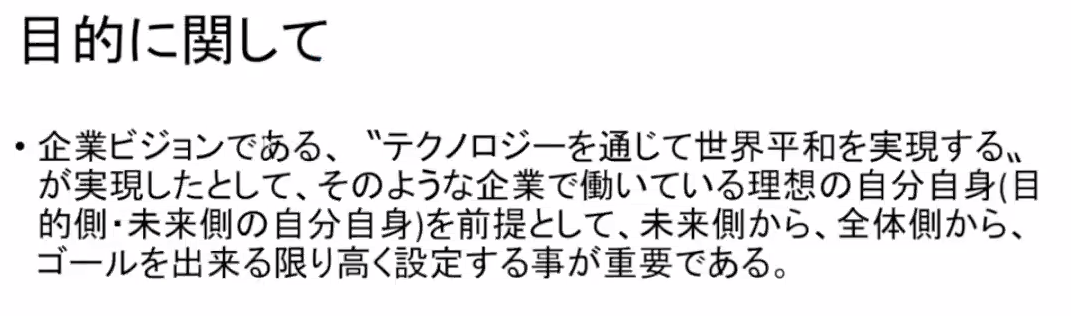 目的に関して
• 企業ビジョンである、〝テクノロジーを通じて世界平和を実現する〟
が実現したとして、そのような企業で働いている理想の自分自身(目
的側・未来側の自分自身)を前提として、未来側から、全体側から、
ゴールを出来る限り高く設定する事が重要である。